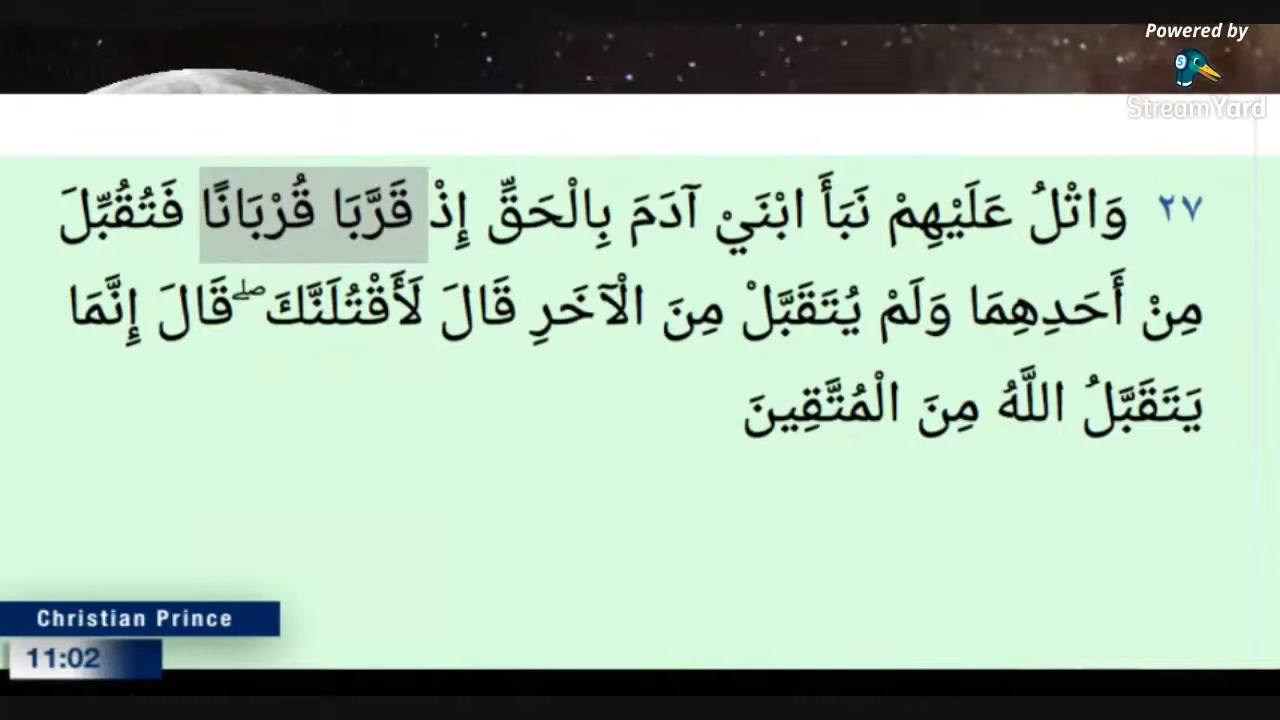 Powered by
StreamYard
٢٧ وَاتْلُ عَلَيْهِمْ نَبَأَ ابْنَيْ آدَمَ بِالْحَقِّ إِذْ قَرَّبَا قُرْبَانًا فَتُقُبِّلَ
مِنْ أَحَدِهِمَا وَلَمْ يُتَقَبَّلْ مِنَ الْآخَرِ قَالَ لَأَقْتُلَنَّكَ ۖ قَالَ إِنَّمَا
يَتَقَبَّلُ اللَّهُ مِنَ الْمُتَّقِينَ
Christian Prince
11:02